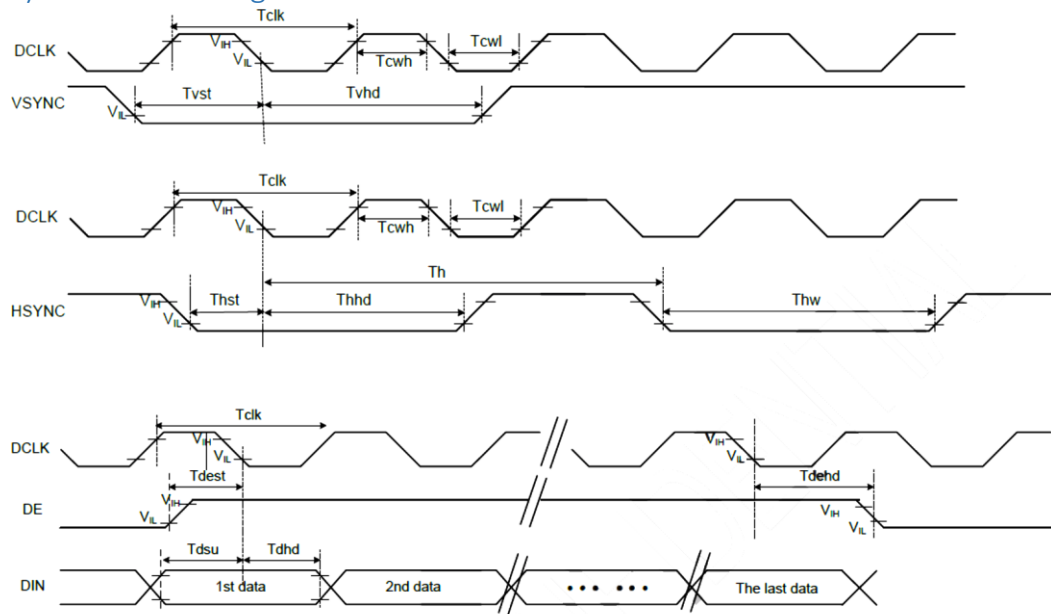 Tclk
DCLK VIH VIL Tcwh Tcwl
Tvst Tvhd
VSYNC VIL
Tclk
DCLK VIH VIL Tcwh Tcwl
Th
HSYNC VIH VIL Thst Thhd Thw
Tclk
DCLK VIH VIL VIH VIL
Tdest Tdehd
DE VIH VIL VIH VIL
Tdsu Tdhd
DIN 1st data 2nd data ••• ••• The last data